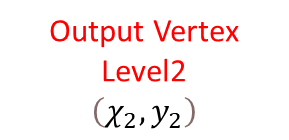 Output Vertex
Level2
(χ₂, y₂)